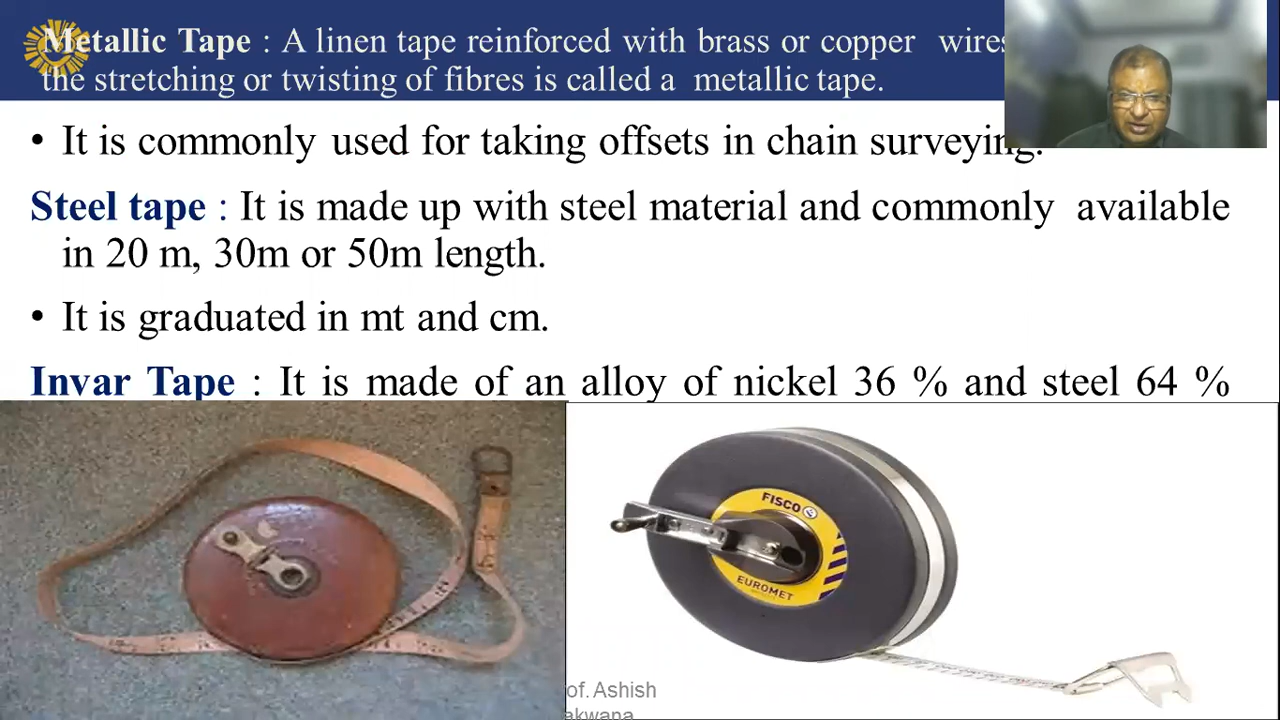 Metallic Tape : A linen tape reinforced with brass or copper wires
the stretching or twisting of fibres is called a metallic tape.
• It is commonly used for taking offsets in chain surveying.
Steel tape : It is made up with steel material and commonly available
in 20 m, 30m or 50m length.
• It is graduated in mt and cm.
Invar Tape : It is made of an alloy of nickel 36 % and steel 64 %
FISCO
EUROMET
of. Ashish
akwana